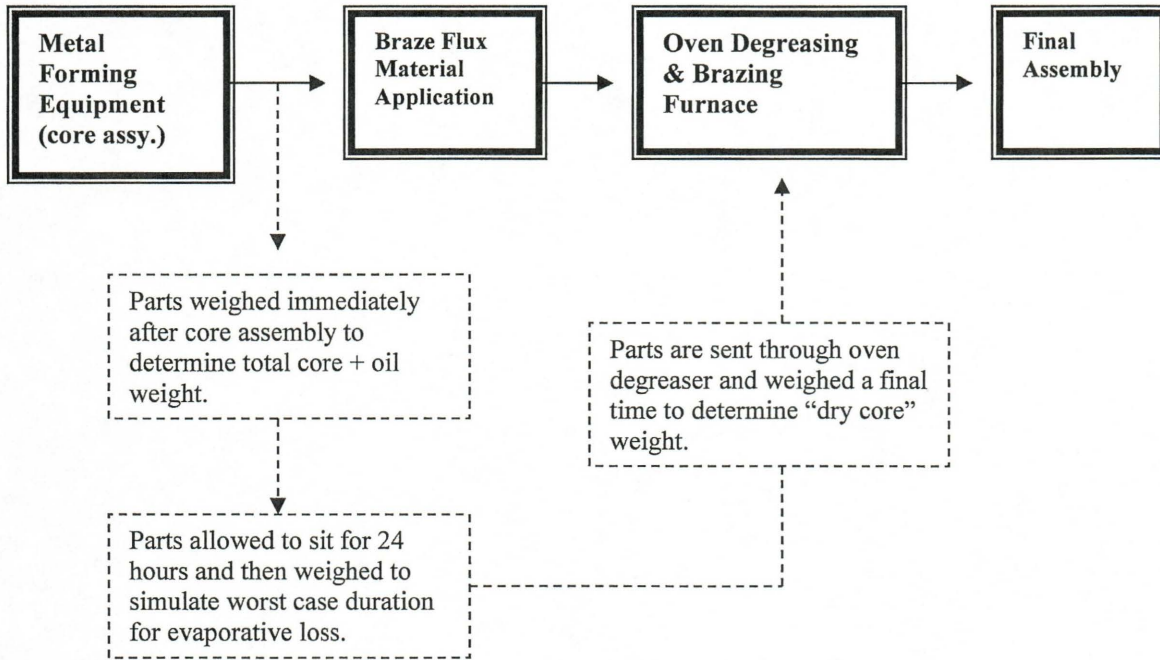 Metal
Forming
Equipment
(core assy.)
Braze Flux
Material
Application
Oven Degreasing
& Brazing
Furnace
Final
Assembly
Parts weighed immediately
after core assembly to
determine total core + oil
weight.
Parts are sent through oven
degreaser and weighed a final
time to determine “dry core”
weight.
Parts allowed to sit for 24
hours and then weighed to
simulate worst case duration
for evaporative loss.